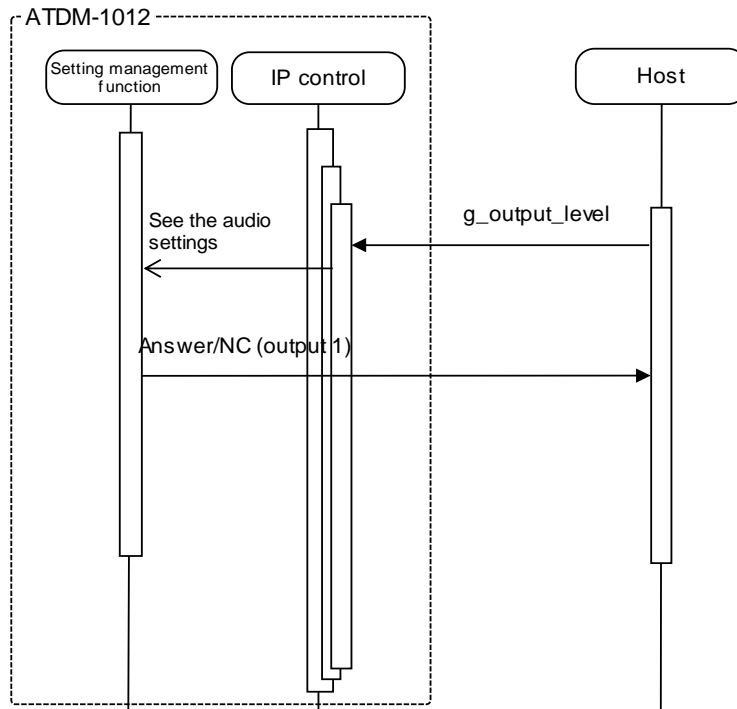 ATDM-1012
Setting management
function
IP control
Host
g_output_level
See the audio
settings
Answer/NC (output 1)